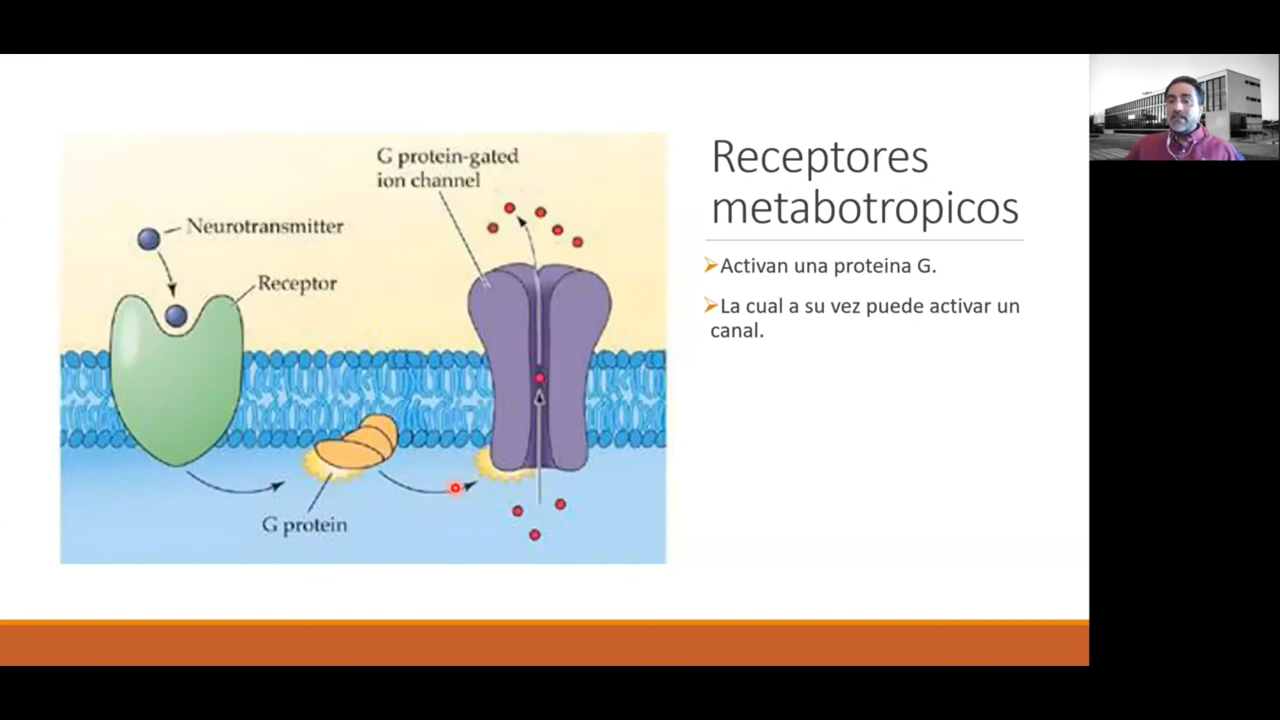 G protein-gated
ion channel
Neurotransmitter
Receptor
G protein
Receptores
metabotropicos
Activan una proteina G.
La cual a su vez puede activar un
canal.